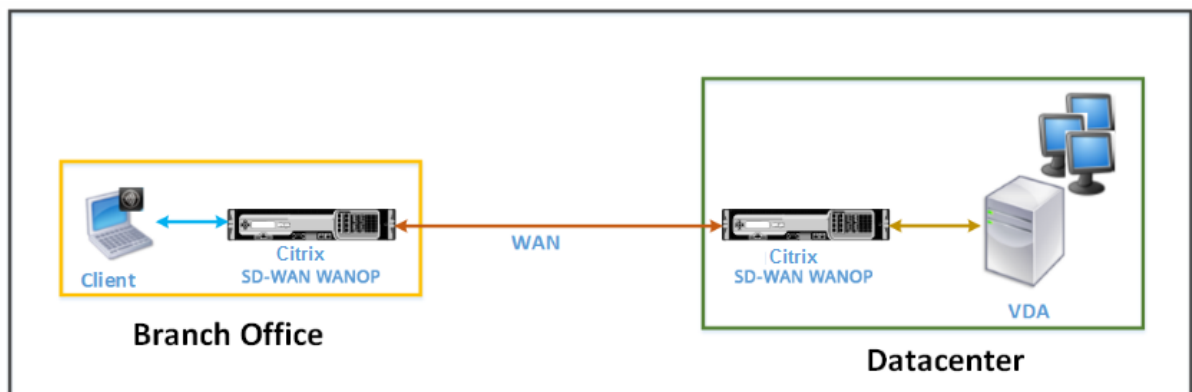 Client
Citrix
SD-WAN WANOP
Branch Office
WAN
Citrix
SD-WAN WANOP
VDA
Datacenter